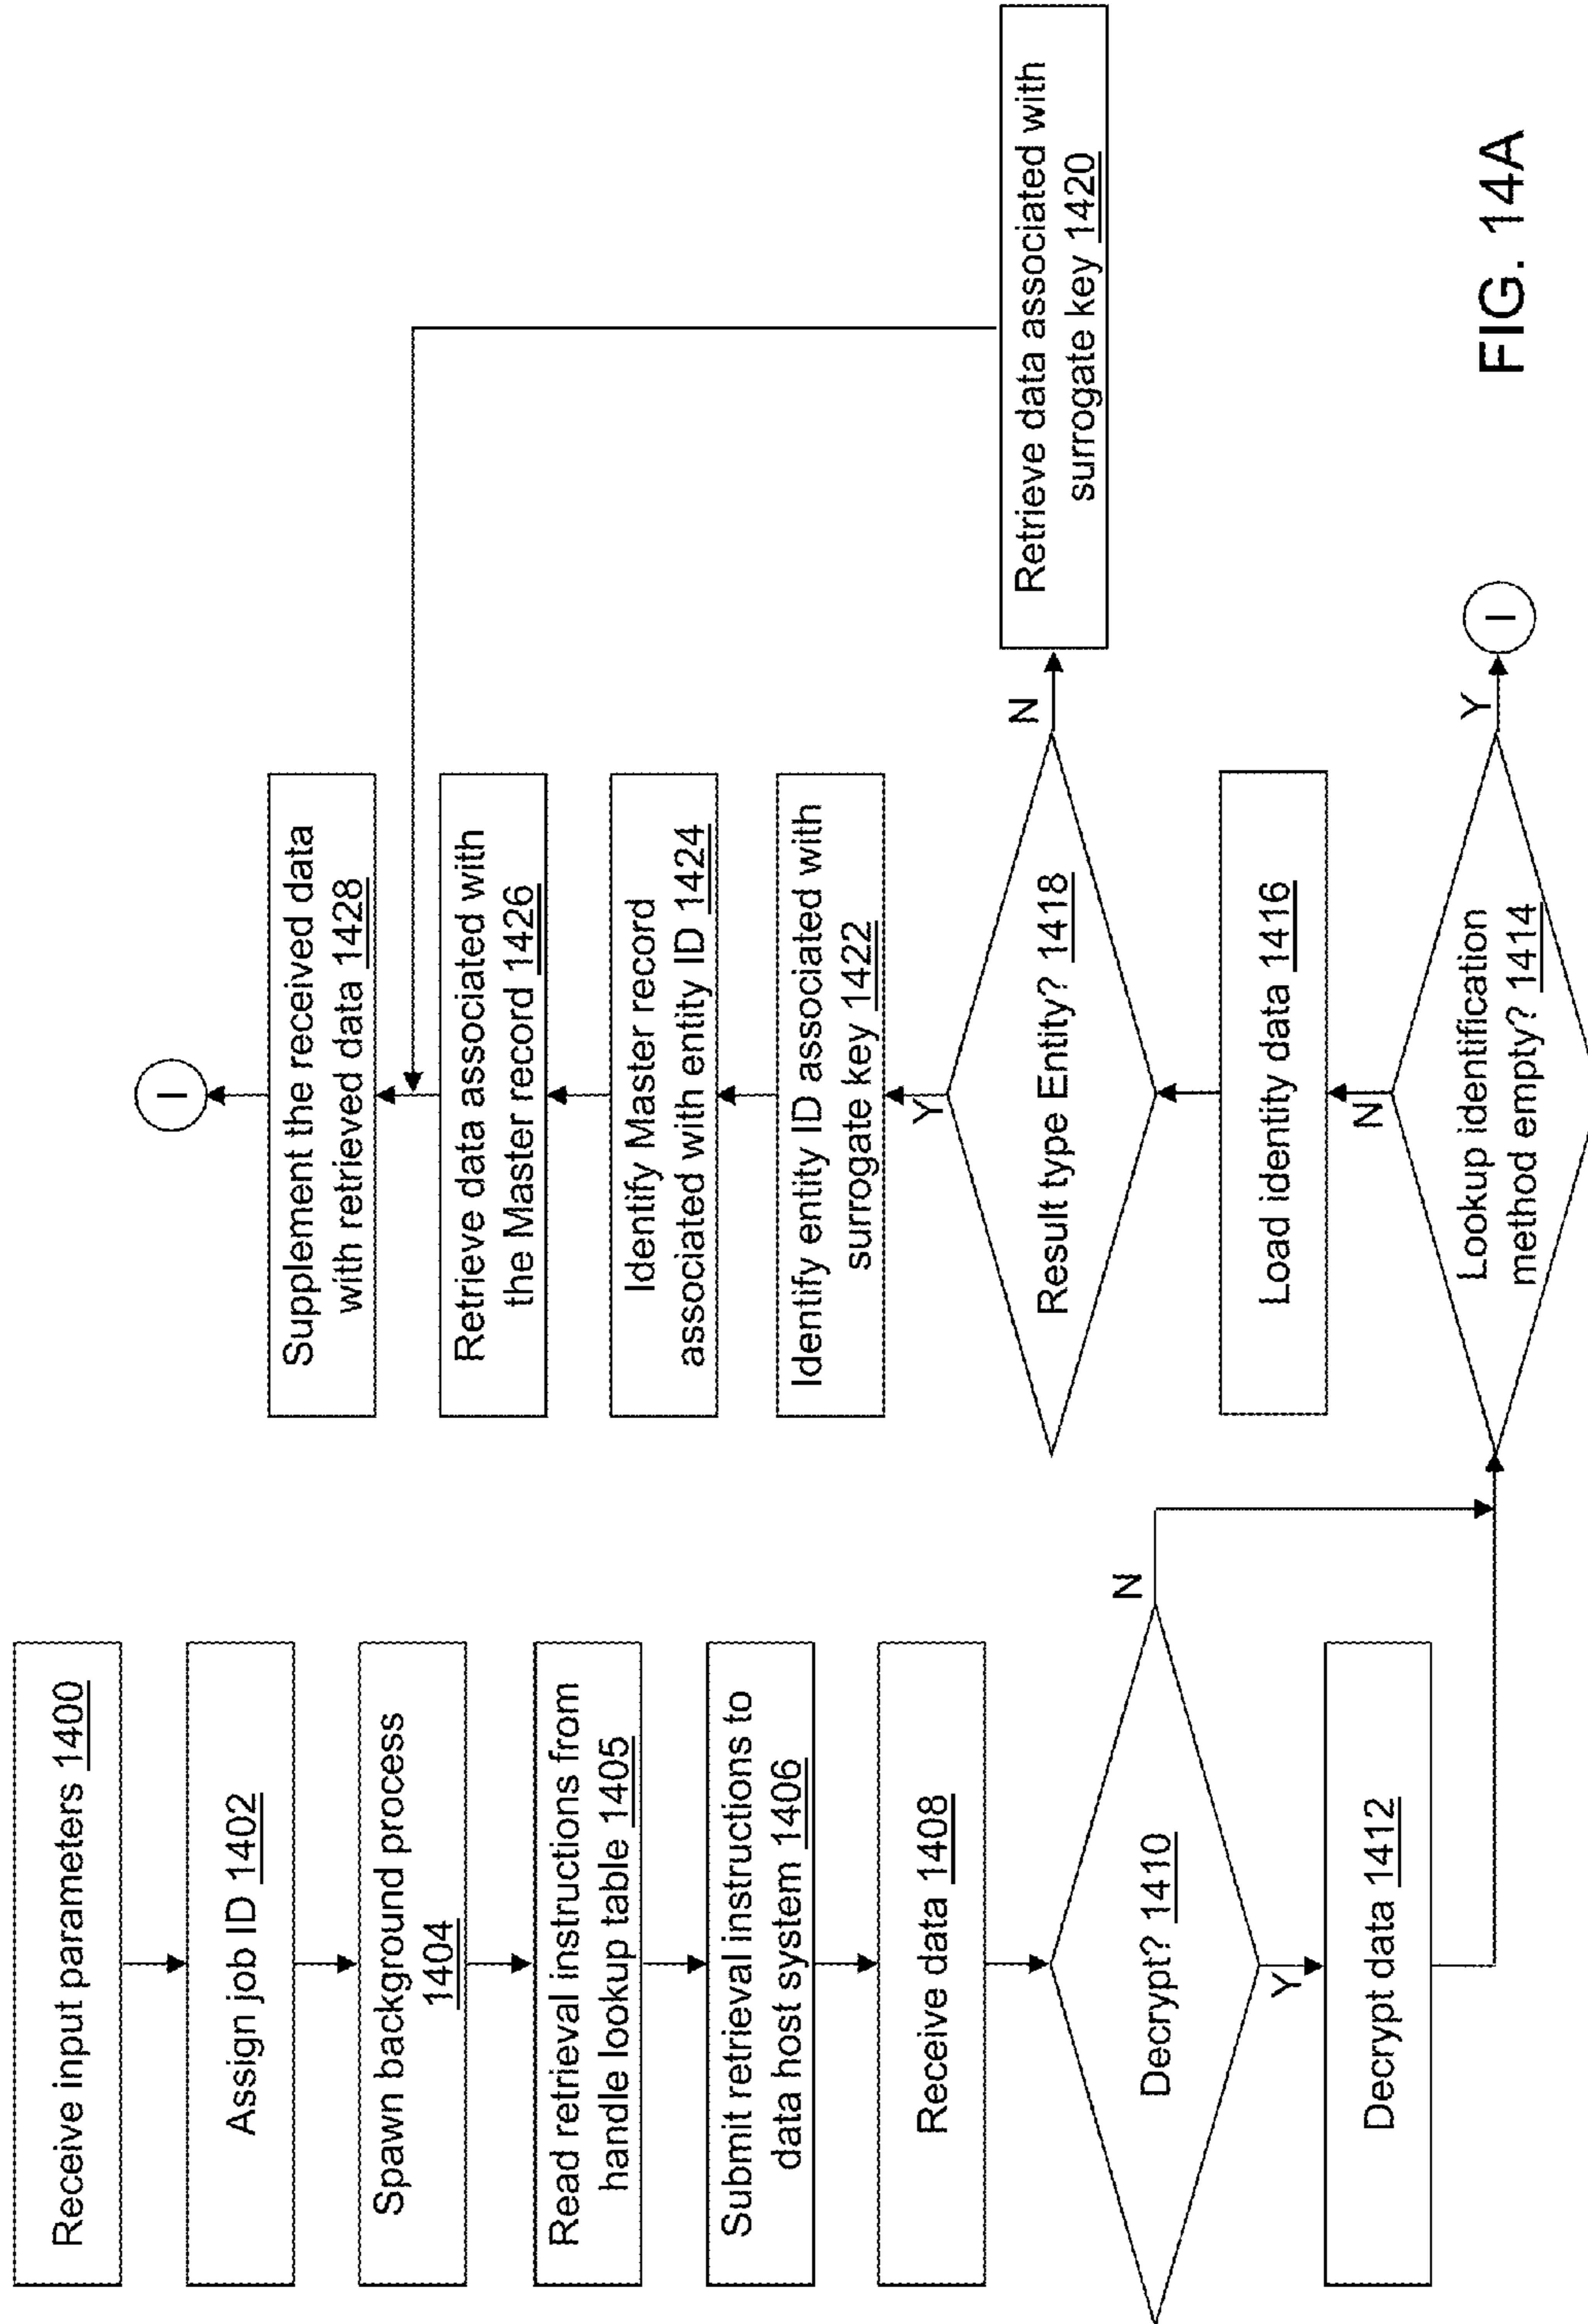 Receive input parameters 1400
Assign job ID 1402
Spawn background process
1404
Read retrieval instructions from
handle lookup table 1405
Submit retrieval instructions to
data host system 1406
Receive data 1408
Decrypt? 1410
N
Y
Decrypt data 1412
I
Supplement the received data
with retrieved data 1428
Retrieve data associated with
the Master record 1426
Identify Master record
associated with entity ID 1424
Identify entity ID associated with
surrogate key 1422
Y
Result type Entity? 1418
N
Load identity data 1416
N
Lookup identification
method empty? 1414
Y
I
Retrieve data associated with
surrogate key 1420
FIG. 14A